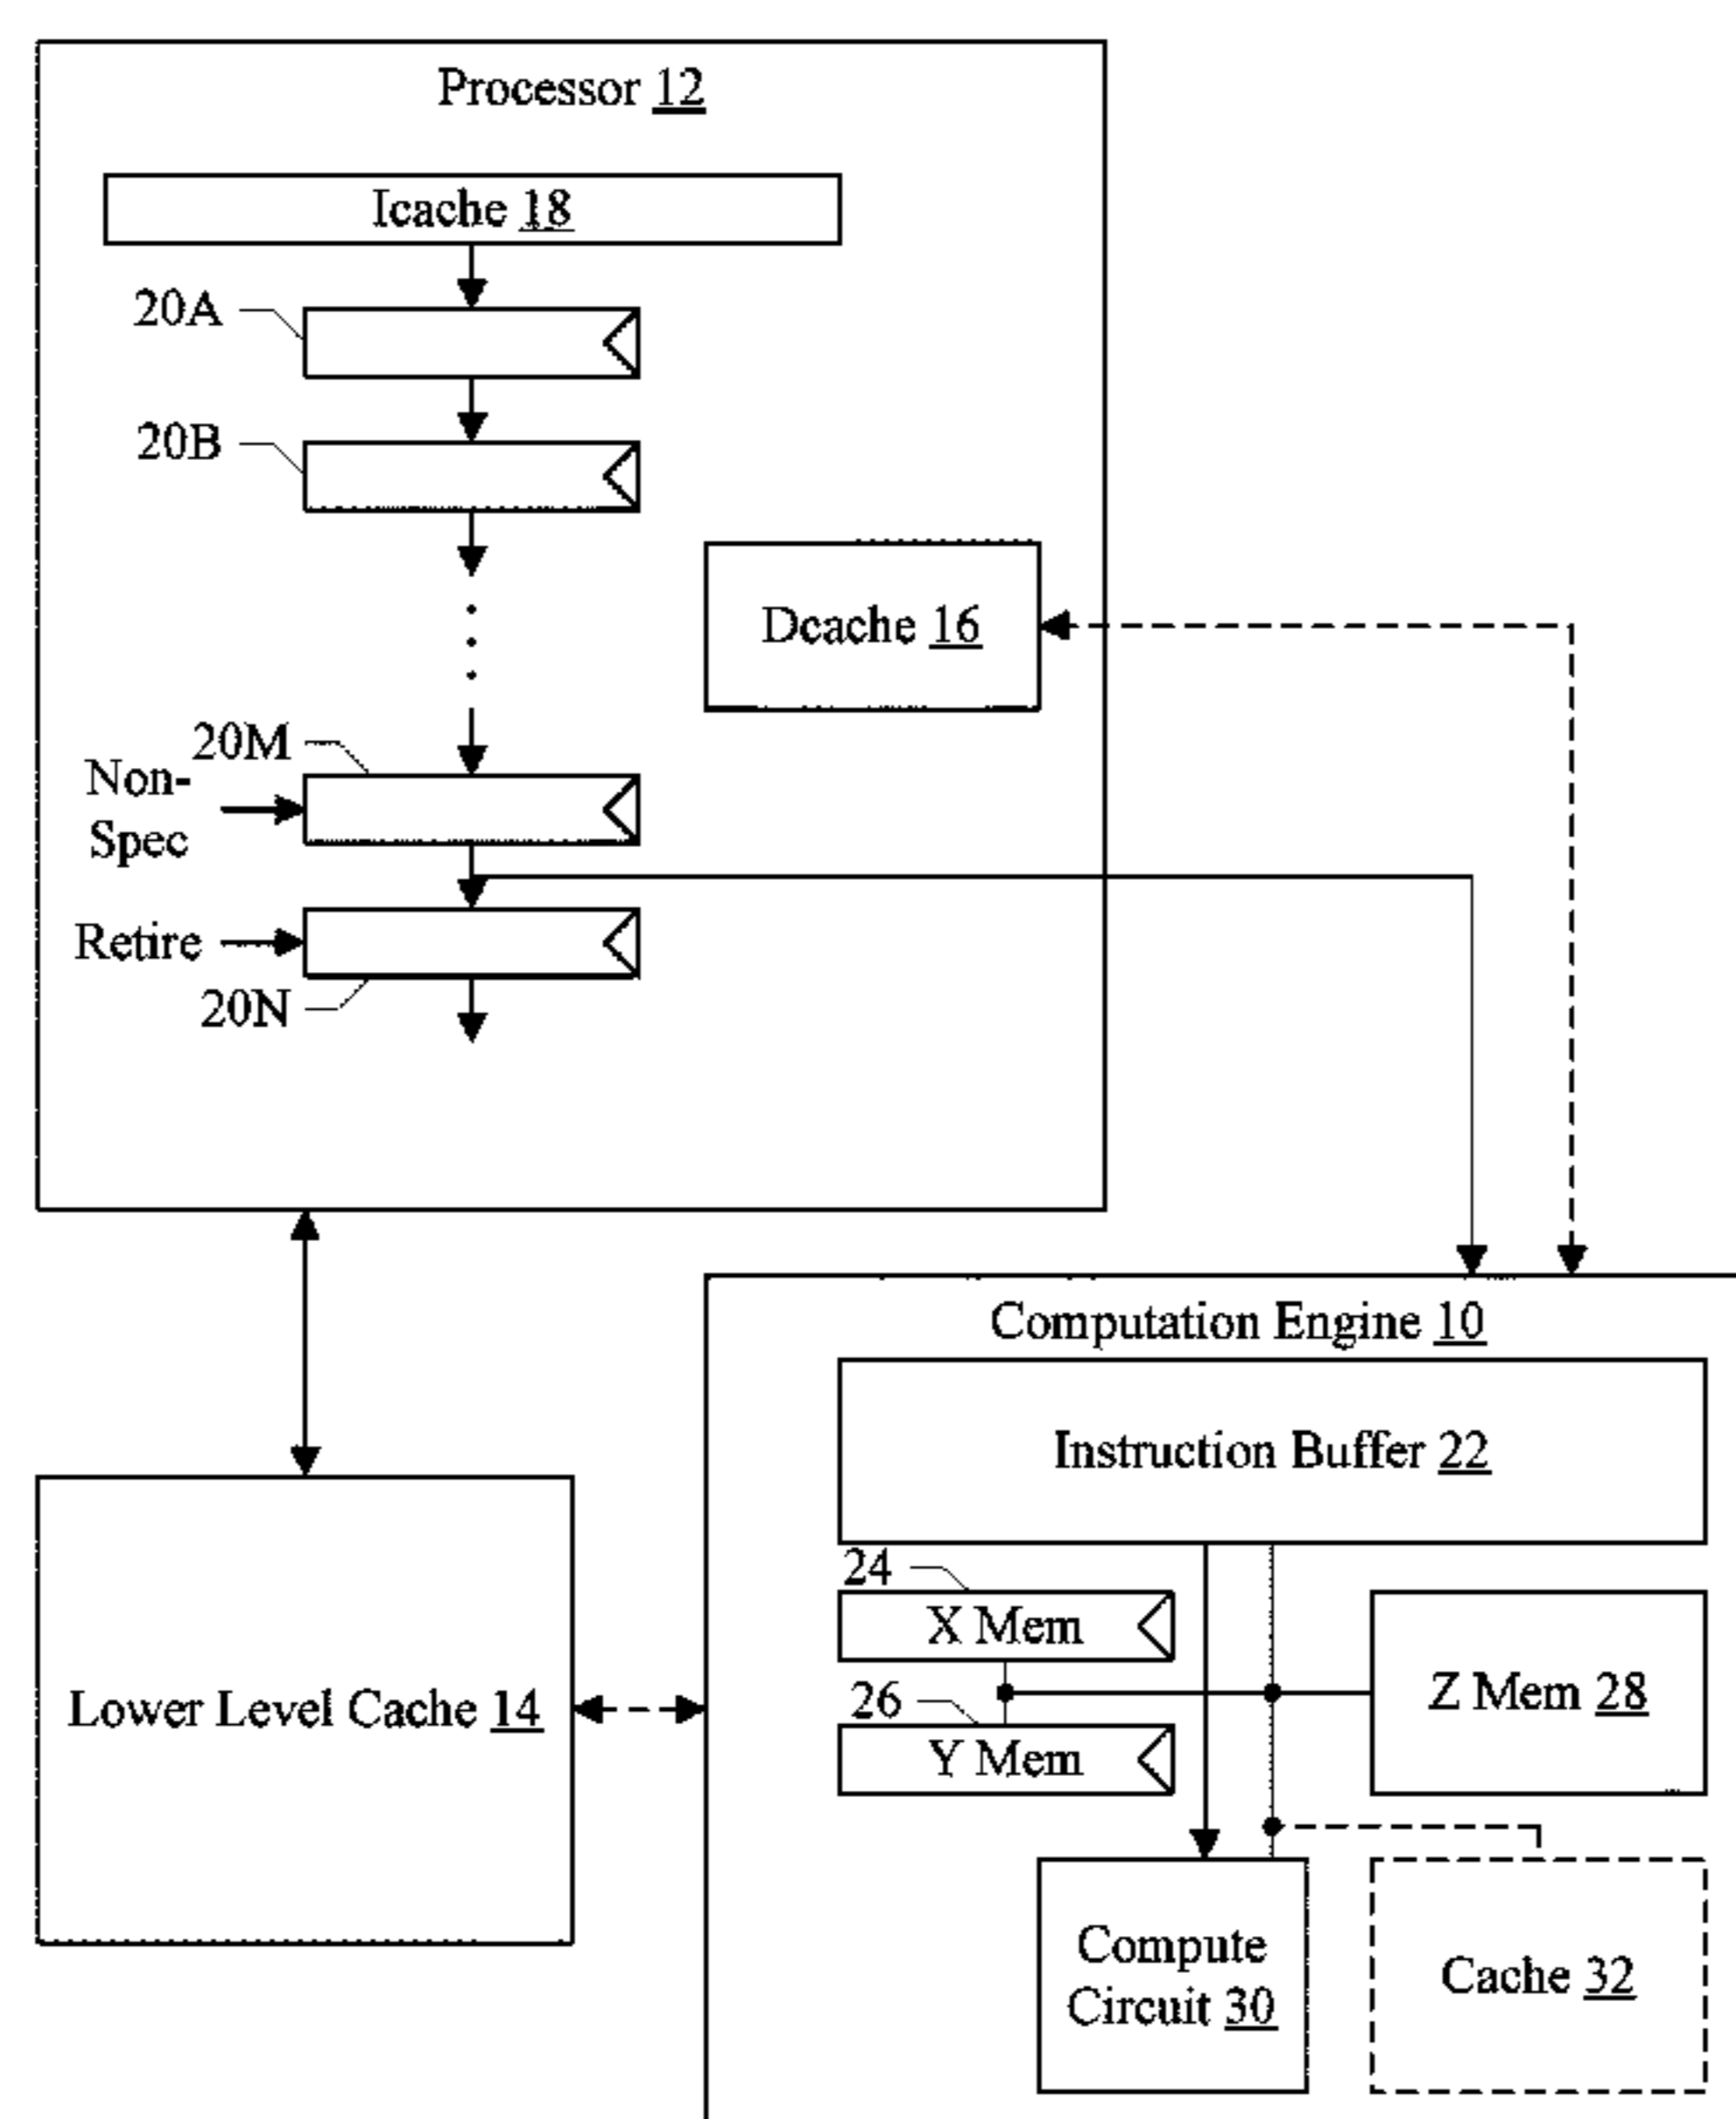 Processor 12
Icache 18
20A
20B
Dcache 16
20M
Non-
Spec
Retire
20N
Computation Engine 10
Instruction Buffer 22
24
X Mem
26
Y Mem
Z Mem 28
Lower Level Cache 14
Compute
Circuit 30
Cache 32